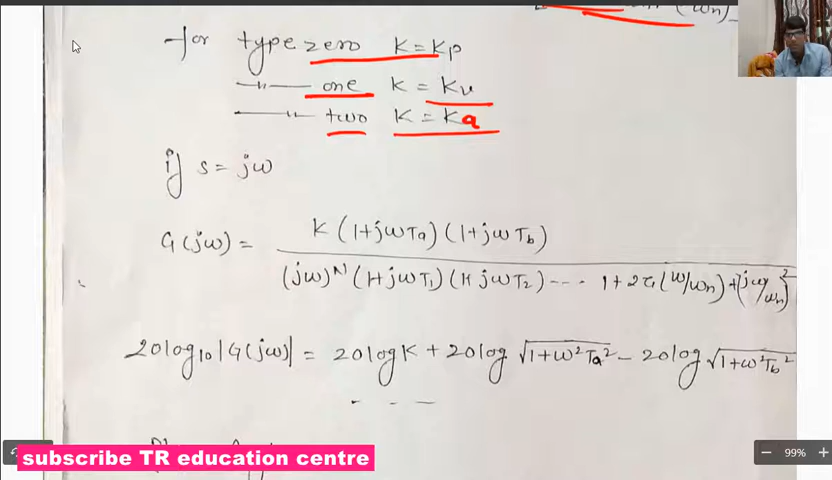 (ωn)
for type zero K = Kp
—"— one K = Kv
—"— two K = Ka
if s = jω
G(jω) = K (1+jωTa) (1+jωTb)
(jω)^N (1+jωT1) (1+jωT2) ---- 1+2ζ(ω/ωn)+(jω/ωn)²
20log10 |G(jω)| = 20logK + 20log √1+ω²Ta² - 20log √1+ω²Tb²
- - —
subscribe TR education centre
99%